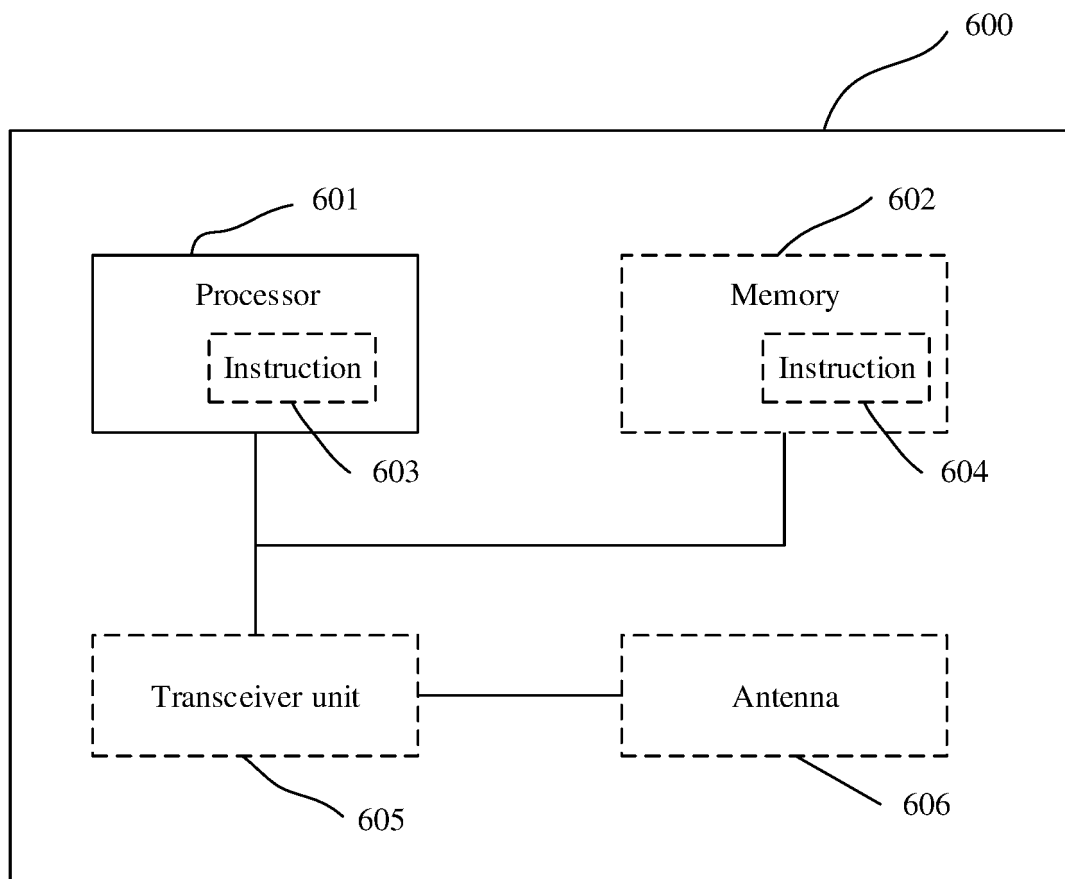 600
601
602
Processor
Memory
Instruction
Instruction
603
604
Transceiver unit
Antenna
605
606